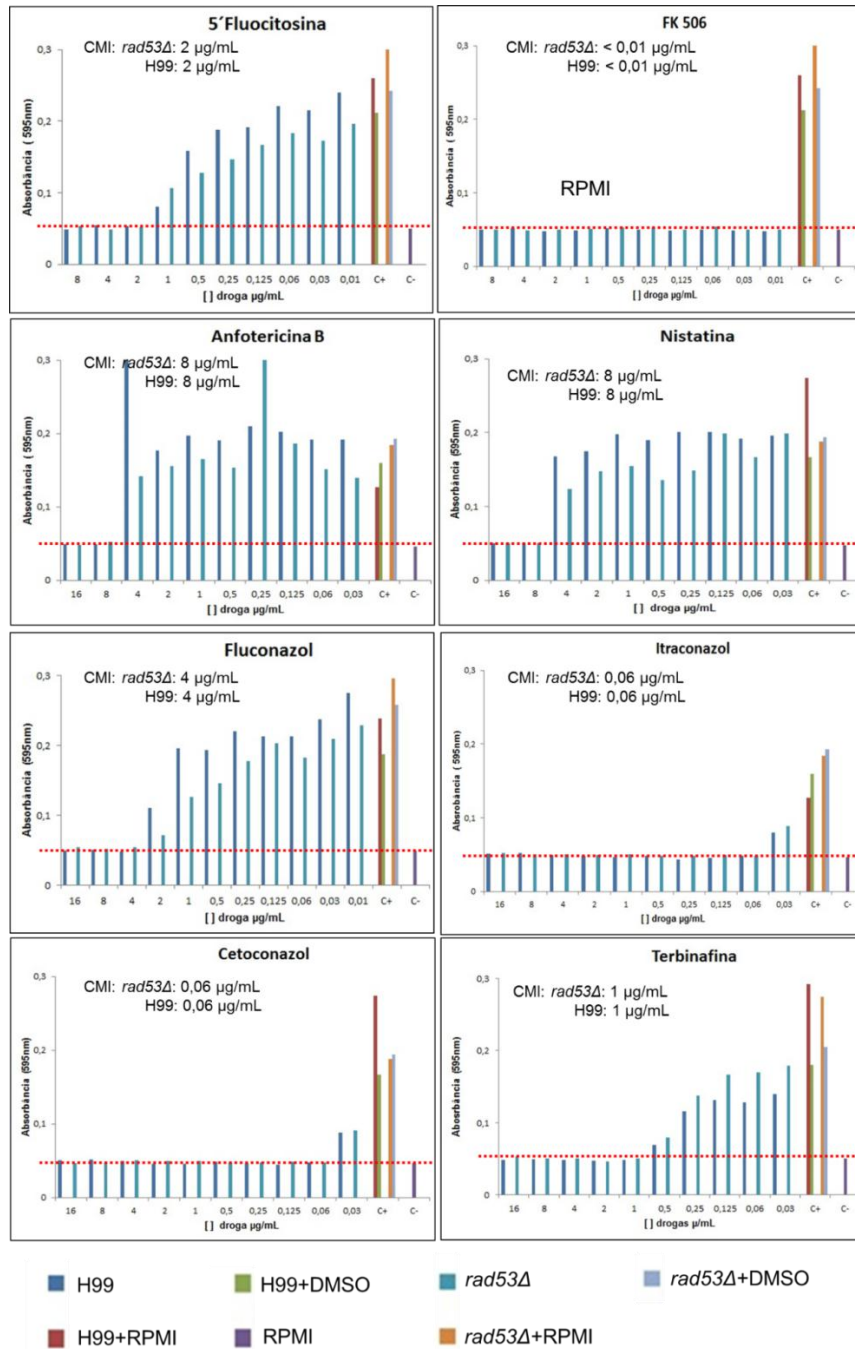 5´Fluocitosina
CMI: rad53Δ: 2 µg/mL
H99: 2 µg/mL
Absorbância ( 595nm)
0,3
0,2
0,1
0
8 4 2 1 0,5 0,25 0,125 0,06 0,03 0,01 C+ C-
[ ] droga µg/mL
FK 506
CMI: rad53Δ: < 0,01 µg/mL
H99: < 0,01 µg/mL
Absorbância ( 595nm)
0,3
0,2
0,1
0
RPMI
8 4 2 1 0,5 0,25 0,125 0,06 0,03 0,01 C+ C-
[ ] droga µg/mL
Anfotericina B
CMI: rad53Δ: 8 µg/mL
H99: 8 µg/mL
Absorbância ( 595nm)
0,3
0,2
0,1
0
16 8 4 2 1 0,5 0,25 0,125 0,06 0,03 C+ C-
[ ] droga µg/mL
Nistatina
CMI: rad53Δ: 8 µg/mL
H99: 8 µg/mL
Absorbância (595nm)
0,3
0,2
0,1
0
16 8 4 2 1 0,5 0,25 0,125 0,06 0,03 C+ C-
[ ] droga µg/mL
Fluconazol
CMI: rad53Δ: 4 µg/mL
H99: 4 µg/mL
Absorbância (595nm)
0,3
0,2
0,1
0
16 8 4 2 1 0,5 0,25 0,125 0,06 0,03 0,01 C+ C-
[ ] droga µg/mL
Itraconazol
CMI: rad53Δ: 0,06 µg/mL
H99: 0,06 µg/mL
Absrobância ( 595nm)
0,3
0,2
0,1
0
16 8 4 2 1 0,5 0,25 0,125 0,06 0,03 C+ C-
[ ] droga µg/mL
Cetoconazol
CMI: rad53Δ: 0,06 µg/mL
H99: 0,06 µg/mL
Absorbância (595nm)
0,3
0,2
0,1
0
16 8 4 2 1 0,5 0,25 0,125 0,06 0,03 C+ C-
[ ] droga µg/mL
Terbinafina
CMI: rad53Δ: 1 µg/mL
H99: 1 µg/mL
Abosrbância ( 595nm)
0,3
0,2
0,1
0
16 8 4 2 1 0,5 0,25 0,125 0,06 0,03 C+ C-
[ ] drogas µ/mL
H99 H99+DMSO rad53Δ rad53Δ+DMSO
H99+RPMI RPMI rad53Δ+RPMI